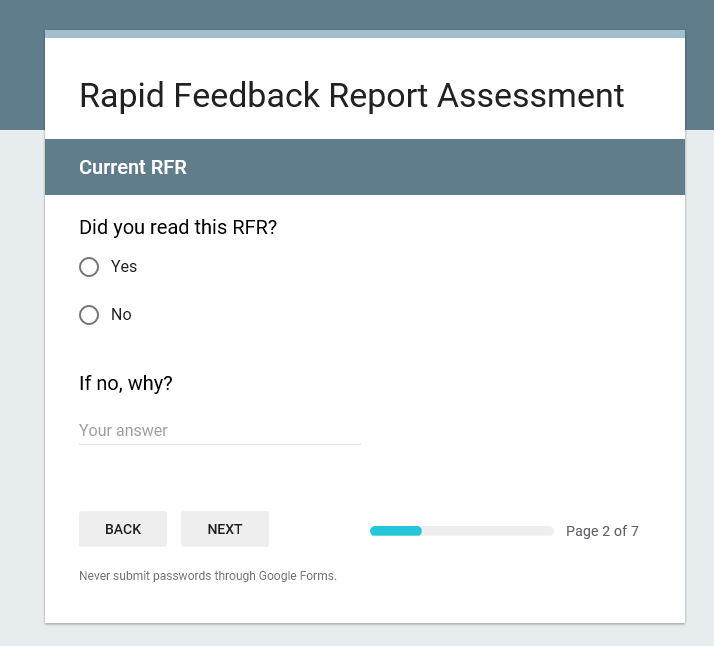 Rapid Feedback Report Assessment
Current RFR
Did you read this RFR?
Yes
No
If no, why?
Your answer
BACK NEXT Page 2 of 7
Never submit passwords through Google Forms.